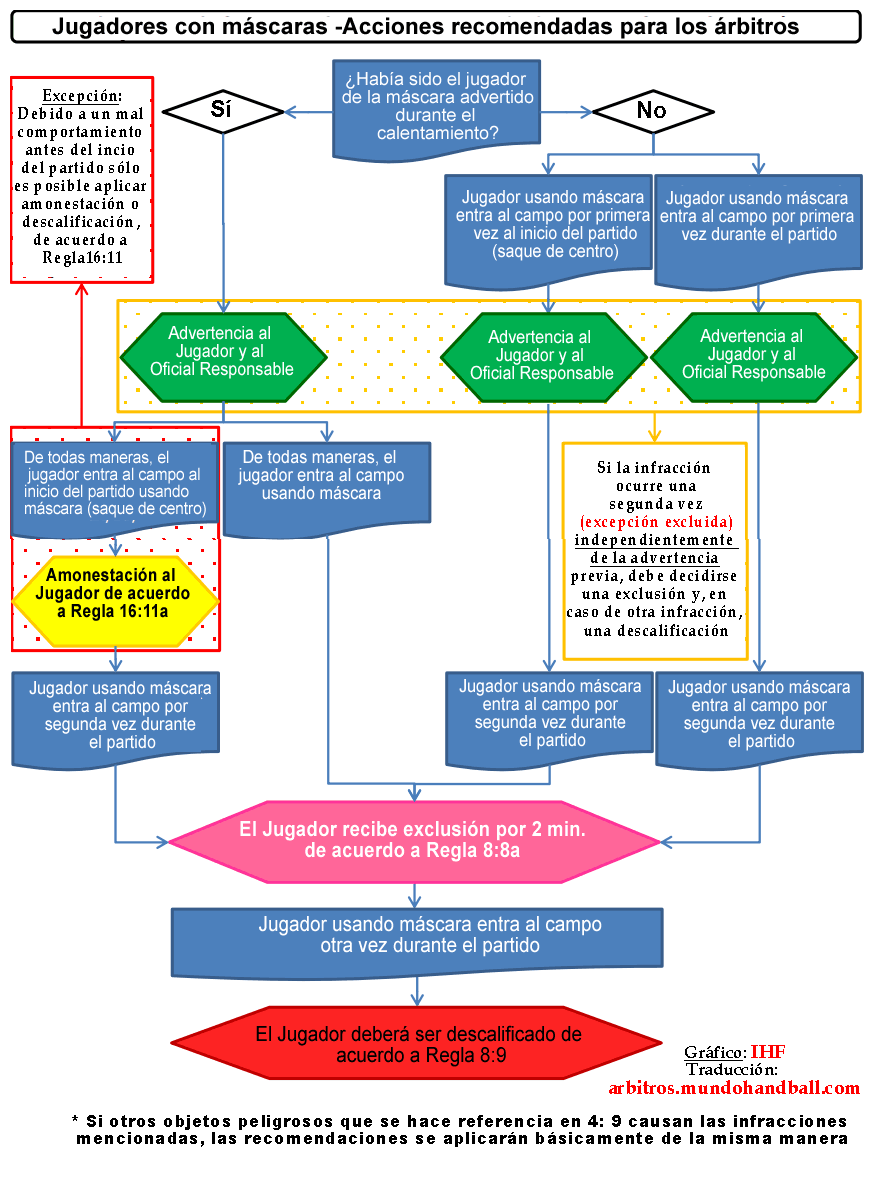 Jugadores con máscaras -Acciones recomendadas para los árbitros
¿Había sido el jugador
de la máscara advertido
durante el
calentamiento?
Sí
No
Excepción:
Debido a un mal
comportamiento
antes del incio
del partido sólo
es posible aplicar
amonestación o
descalificación,
de acuerdo a
Regla16:11
Jugador usando máscara
entra al campo por primera
vez al inicio del partido
(saque de centro)
Jugador usando máscara
entra al campo por primera
vez durante el partido
Advertencia al
Jugador y al
Oficial Responsable
Advertencia al
Jugador y al
Oficial Responsable
Advertencia al
Jugador y al
Oficial Responsable
De todas maneras, el
jugador entra al campo al
inicio del partido usando
máscara (saque de centro)
De todas maneras, el
jugador entra al campo
usando máscara
Si la infracción
ocurre una
segunda vez
(excepción excluida)
independientemente
de la advertencia
previa, debe decidirse
una exclusión y, en
caso de otra infracción,
una descalificación
Amonestación al
Jugador de acuerdo
a Regla 16:11a
Jugador usando máscara
entra al campo por
segunda vez durante
el partido
Jugador usando máscara
entra al campo por
segunda vez durante
el partido
Jugador usando máscara
entra al campo por
segunda vez durante
el partido
El Jugador recibe exclusión por 2 min.
de acuerdo a Regla 8:8a
Jugador usando máscara entra al campo
otra vez durante el partido
El Jugador deberá ser descalificado de
acuerdo a Regla 8:9
Gráfico: IHF
Traducción:
arbitros.mundohandball.com
* Si otros objetos peligrosos que se hace referencia en 4: 9 causan las infracciones
mencionadas, las recomendaciones se aplicarán básicamente de la misma manera